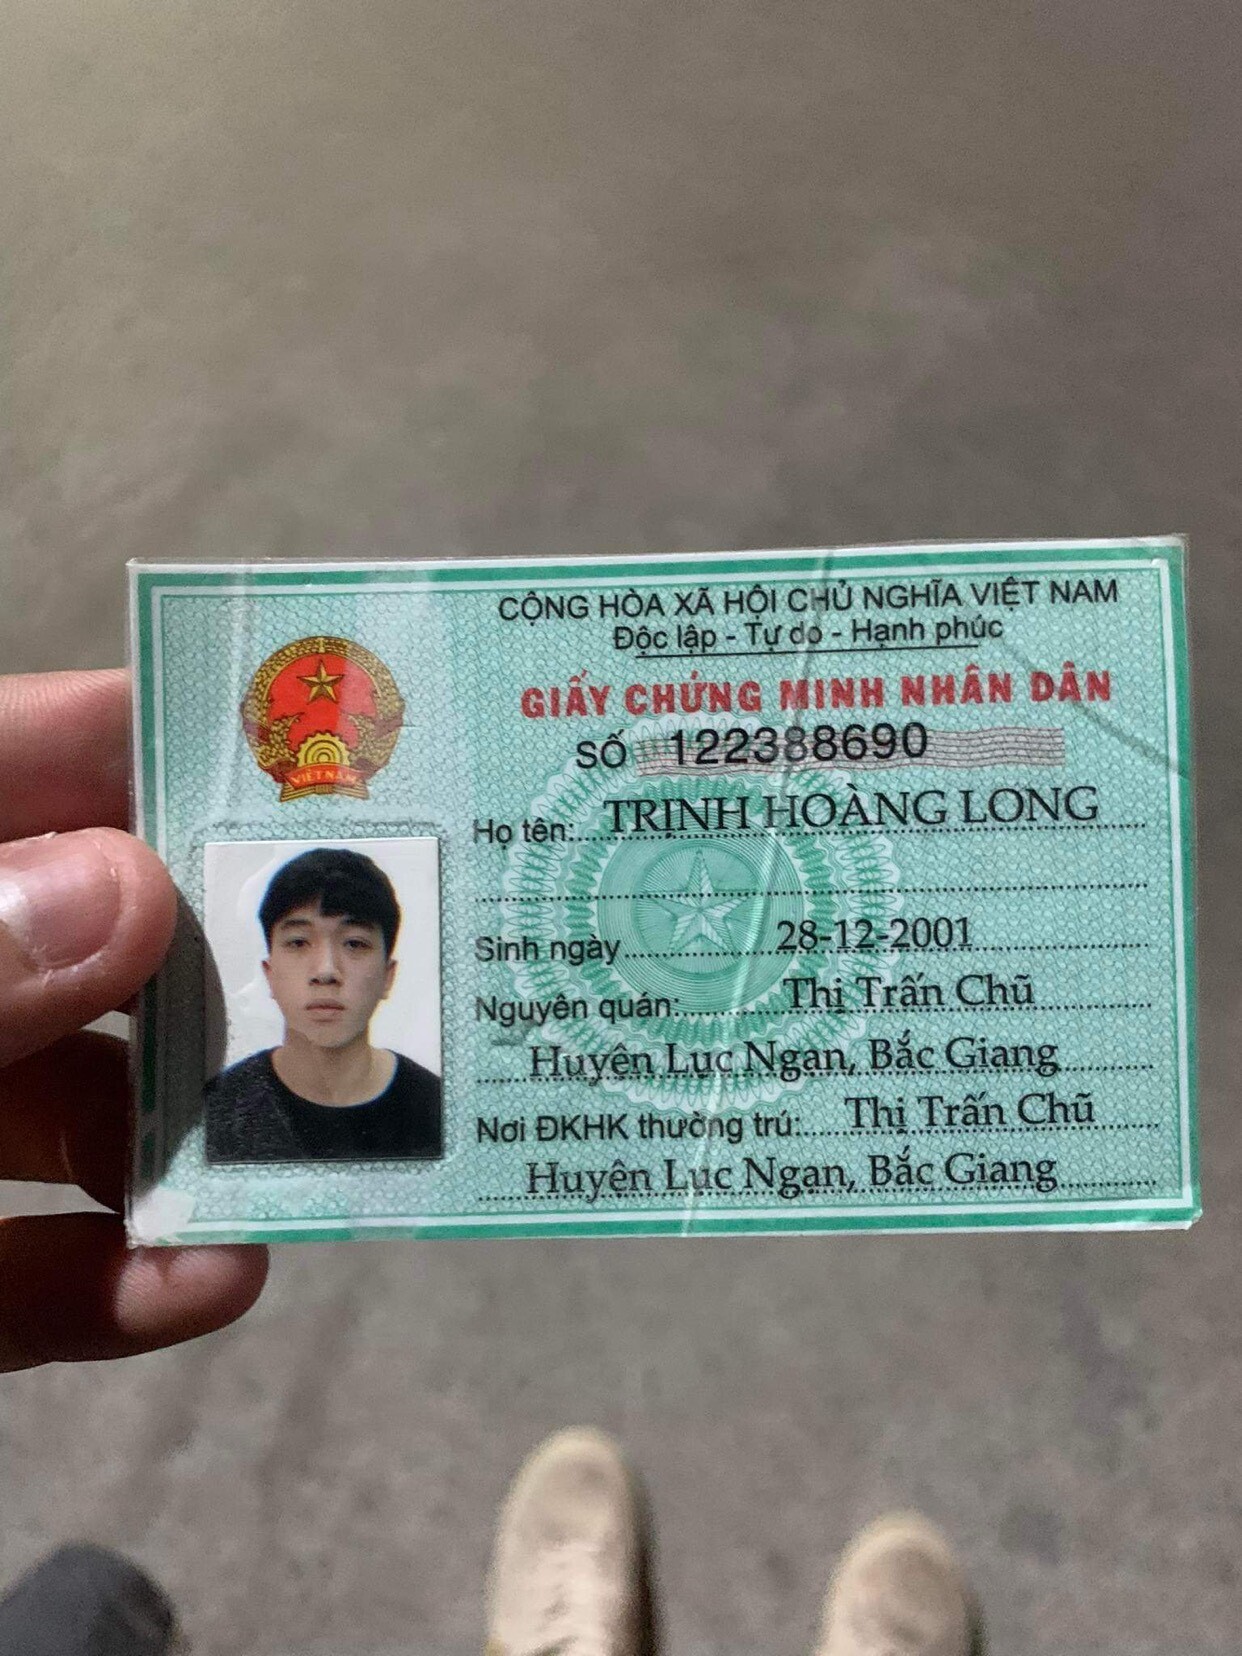 CỘNG HÒA XÃ HỘI CHỦ NGHĨA VIỆT NAM
Độc lập - Tự do - Hạnh phúc
GIẤY CHỨNG MINH NHÂN DÂN
SỐ 122388690
VIỆT NAM
Họ tên: TRỊNH HOÀNG LONG
Sinh ngày 28-12-2001
Nguyên quán: Thị Trấn Chũ
Huyện Lục Ngạn, Bắc Giang
Nơi ĐKHK thường trú: Thị Trấn Chũ
Huyện Lục Ngạn, Bắc Giang